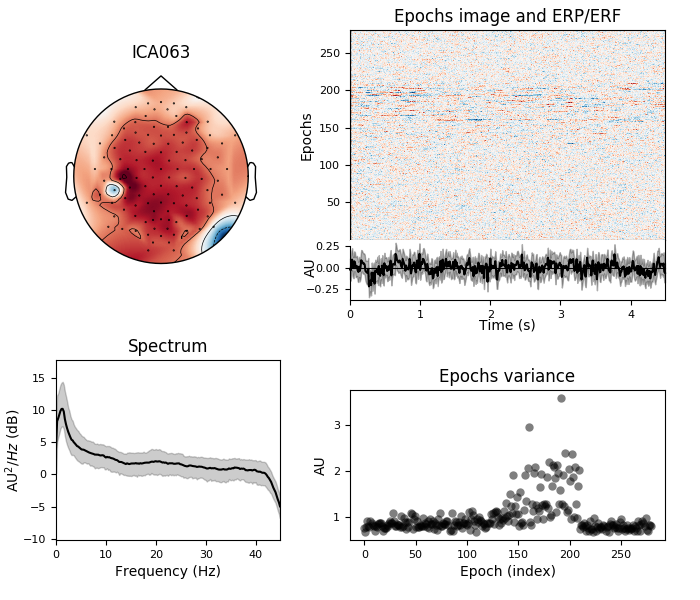 ICA063
Epochs image and ERP/ERF
Epochs
250
200
150
100
50
AU
0.25
0.00
−0.25
0 1 2 3 4
Time (s)
Spectrum
AU²/Hz (dB)
15
10
5
0
−5
−10
0 20 40
Frequency (Hz)
Epochs variance
AU
3
2
1
0 50 100 150 200 250
Epoch (index)